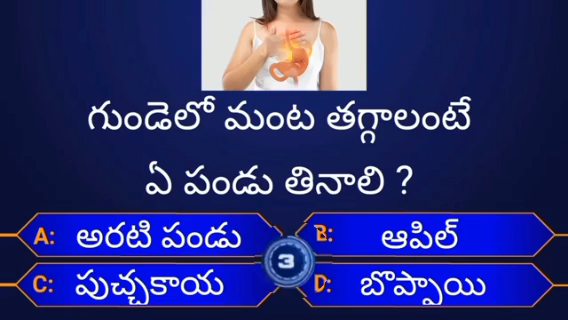 గుండెలో మంట తగ్గాలంటే
ఏ పండు తినాలి ?
A: అరటి పండు
B: ఆపిల్
3
C: పుచ్చకాయ
D: బొప్పాయి